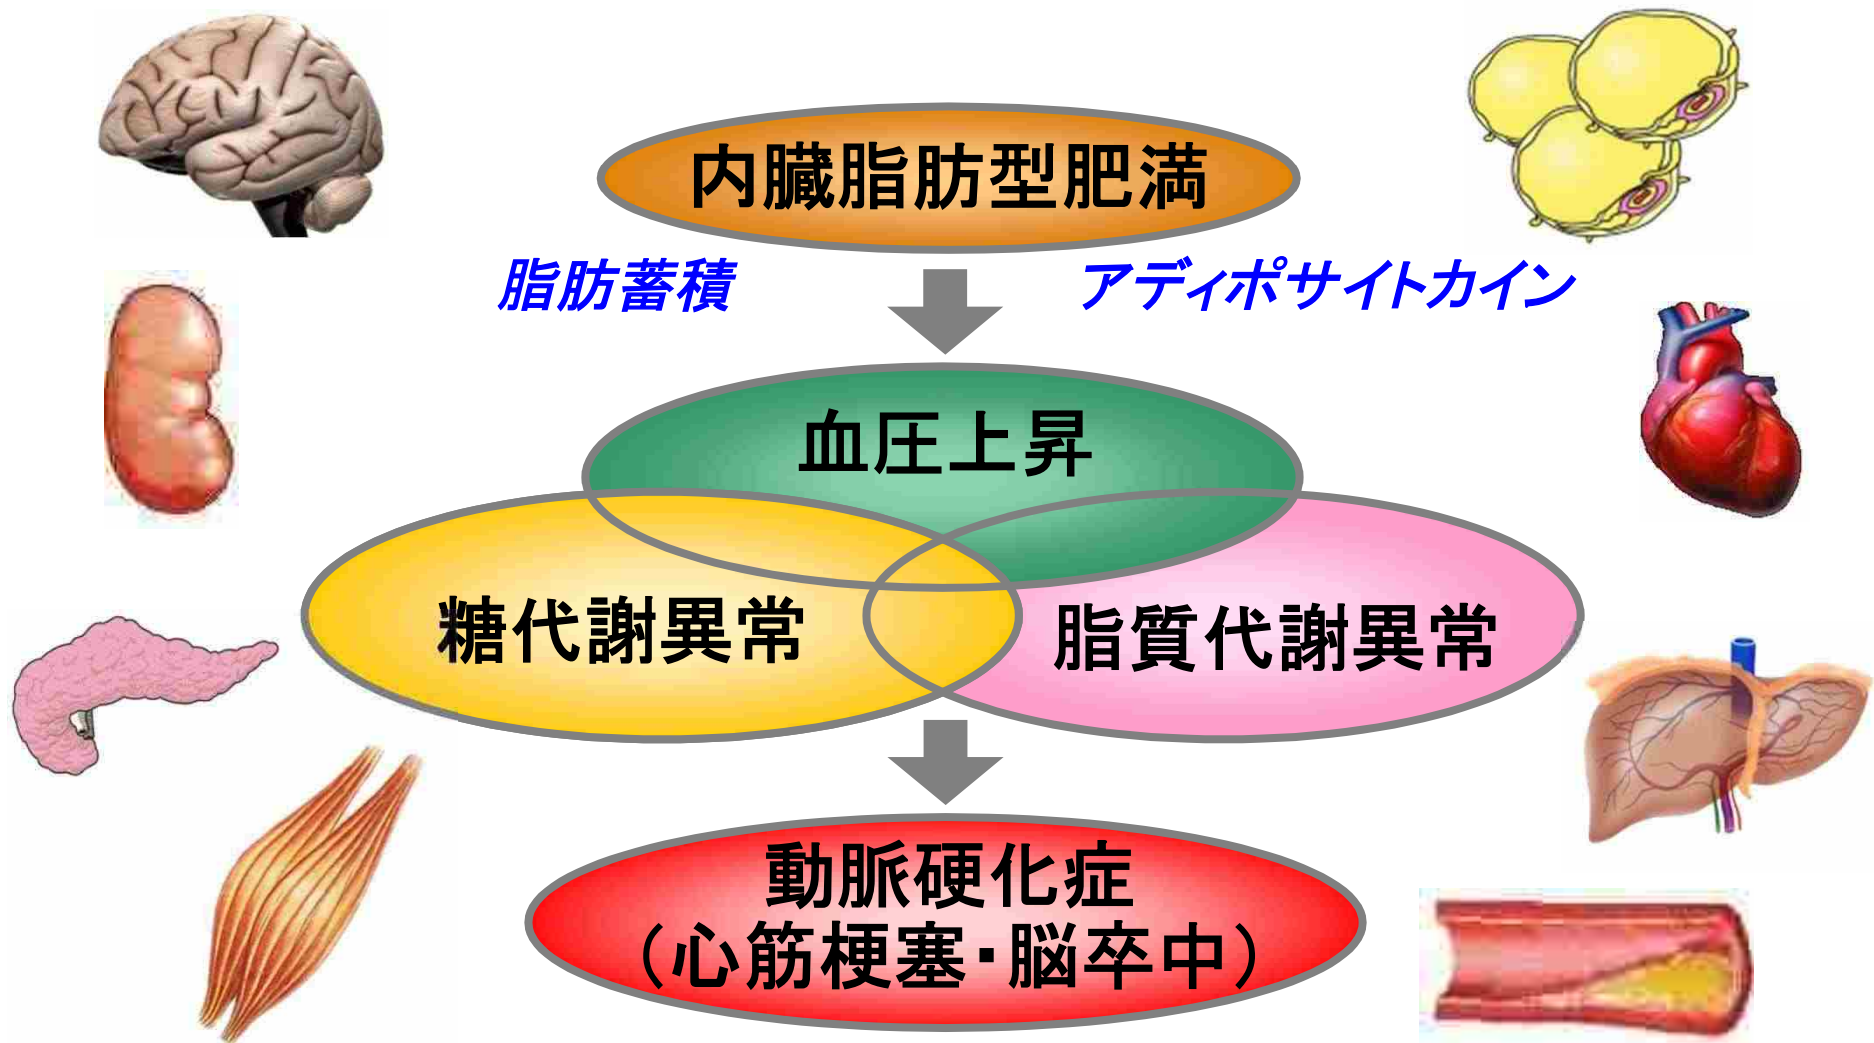 内臓脂肪型肥満
脂肪蓄積
アディポサイトカイン
血圧上昇
糖代謝異常
脂質代謝異常
動脈硬化症
（心筋梗塞・脳卒中）